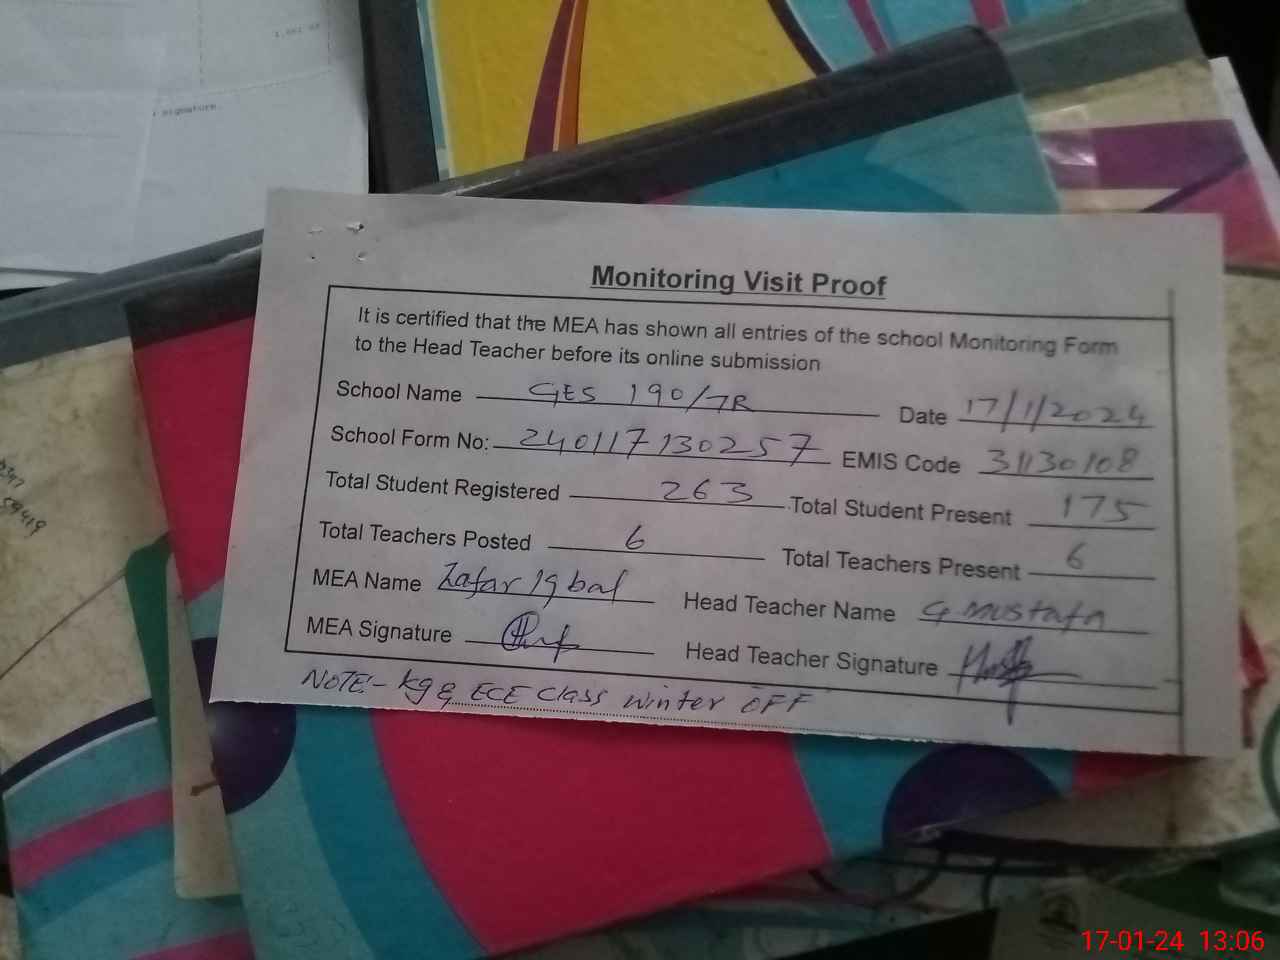 1,001.00
signature.
Monitoring Visit Proof
It is certified that the MEA has shown all entries of the school Monitoring Form
to the Head Teacher before its online submission
School Name GES 190/7R Date 17/1/2024
School Form No: 240117130257 EMIS Code 31130108
Total Student Registered 263 Total Student Present 175
Total Teachers Posted 6 Total Teachers Present 6
MEA Name Zafar Iqbal Head Teacher Name G Mustafa
MEA Signature Head Teacher Signature
NOTE:- Kg & ECE Class winter OFF
17-01-24 13:06